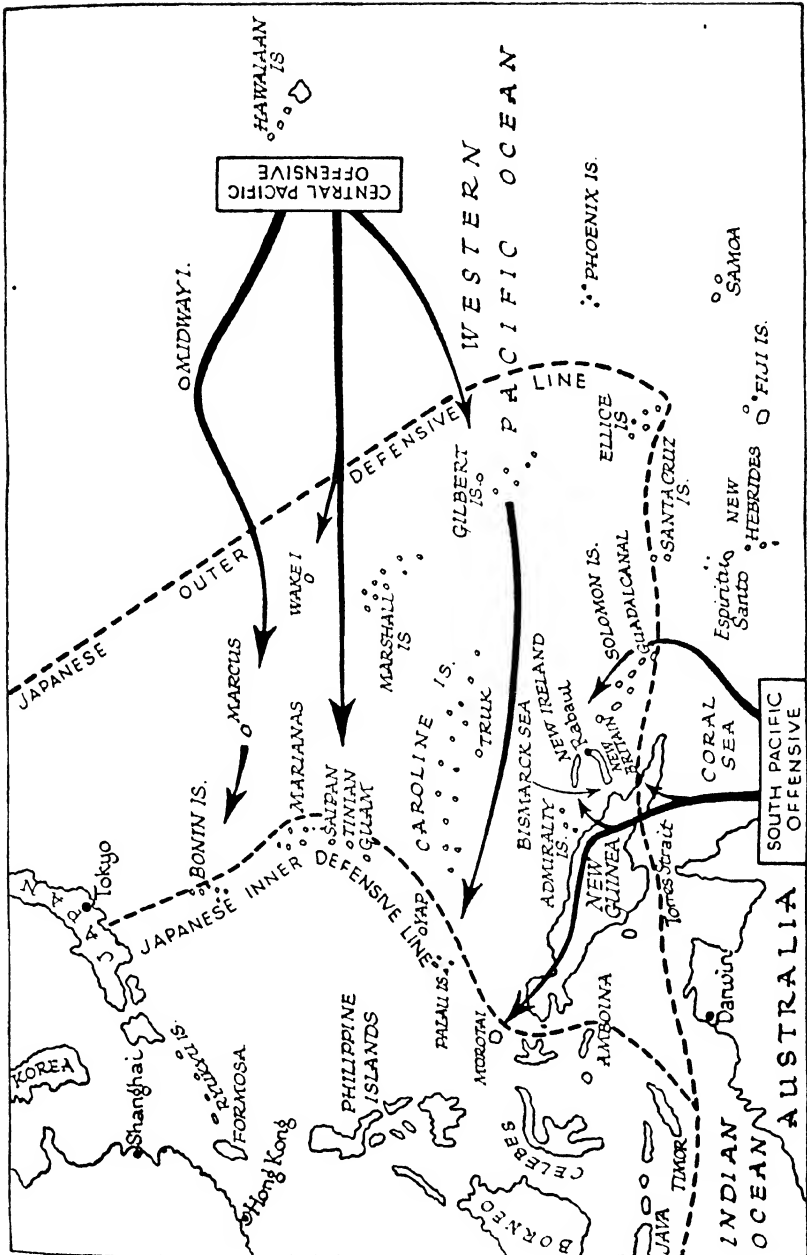 KOREA
JAPAN
Tokyo
Shanghai
RYUKYU IS.
FORMOSA
Hong Kong
BONIN IS.
MARCUS
MIDWAY I.
HAWAIAAN
IS
CENTRAL PACIFIC
OFFENSIVE
JAPANESE OUTER DEFENSIVE LINE
JAPANESE INNER DEFENSIVE LINE
MARIANAS
SAIPAN
TINIAN
GUAM
WAKE I
MARSHALL
IS
PHILIPPINE
ISLANDS
PALAU IS.
YAP
CAROLINE IS.
TRUK
GILBERT
IS.
WESTERN
PACIFIC OCEAN
PHOENIX IS.
ELLICE
IS
SAMOA
FIJI IS.
SANTA CRUZ
IS.
NEW
HEBRIDES
Espiritu
Santo
SOLOMON IS.
GUADALCANAL
NEW IRELAND
Rabaul
NEW
BRITAIN
BISMARCK SEA
ADMIRALTY
IS.
NEW
GUINEA
MOROTAI
AMBOINA
CELEBES
BORNEO
JAVA
TIMOR
Torres Strait
CORAL
SEA
SOUTH PACIFIC
OFFENSIVE
Darwin
AUSTRALIA
INDIAN
OCEAN